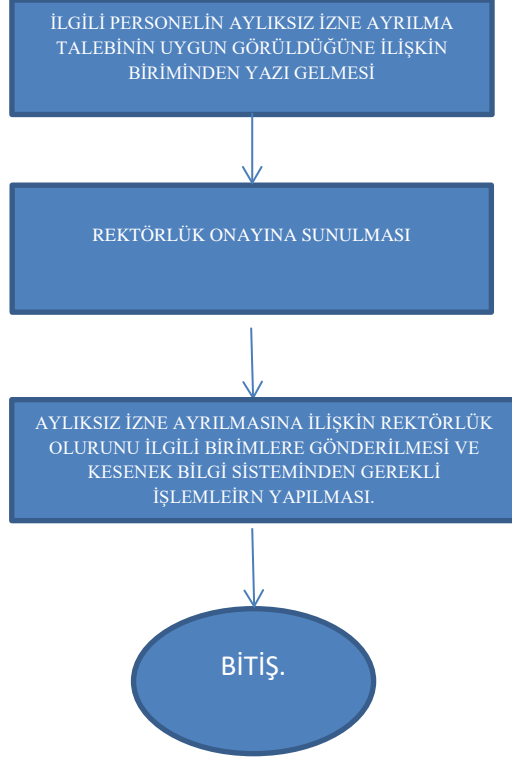 İLGİLİ PERSONELİN AYLIKSIZ İZNE AYRILMA
TALEBİNİN UYGUN GÖRÜLDÜĞÜNE İLİŞKİN
BİRİMİNDEN YAZI GELMESİ
REKTÖRLÜK ONAYINA SUNULMASI
AYLIKSIZ İZNE AYRILMASINA İLİŞKİN REKTÖRLÜK
OLURUNU İLGİLİ BİRİMLERE GÖNDERİLMESİ VE
KESENEK BİLGİ SİSTEMİNDEN GEREKLİ
İŞLEMLEİRN YAPILMASI.
BİTİŞ.